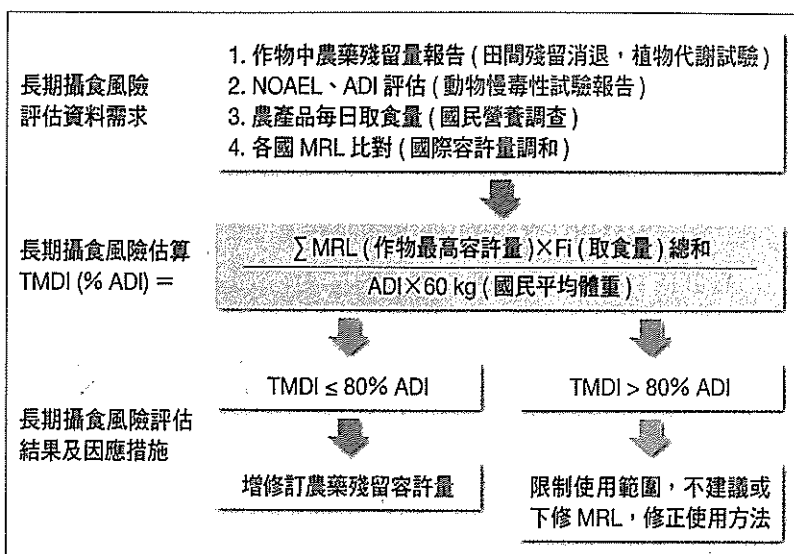 長期攝食風險
評估資料需求
1. 作物中農藥殘留量報告 (田間殘留消退，植物代謝試驗)
2. NOAEL、ADI 評估 (動物慢毒性試驗報告)
3. 農產品每日取食量 (國民營養調查)
4. 各國 MRL 比對 (國際容許量調和)
長期攝食風險估算
TMDI (% ADI) =
∑MRL (作物最高容許量)×Fi (取食量) 總和
ADI×60 kg (國民平均體重)
TMDI ≤ 80% ADI
TMDI > 80% ADI
長期攝食風險評估
結果及因應措施
增修訂農藥殘留容許量
限制使用範圍，不建議或
下修 MRL，修正使用方法